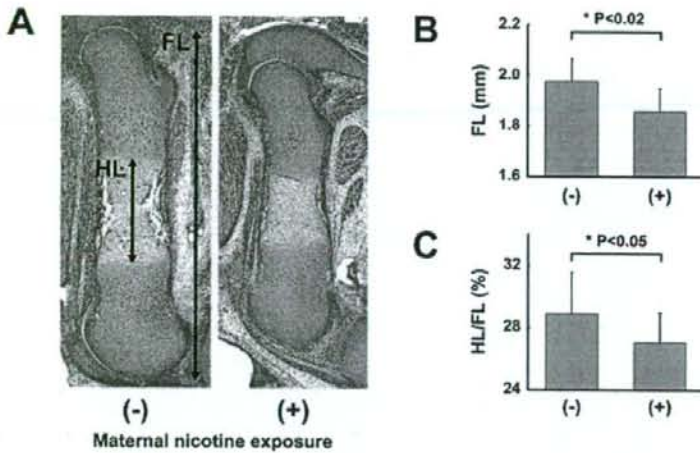 A
FL
HL
(-)
(+)
Maternal nicotine exposure
B
* P<0.02
FL (mm)
2.2
2.0
1.8
1.6
(-)
(+)
C
* P<0.05
HL/FL (%)
32
28
24
(-)
(+)